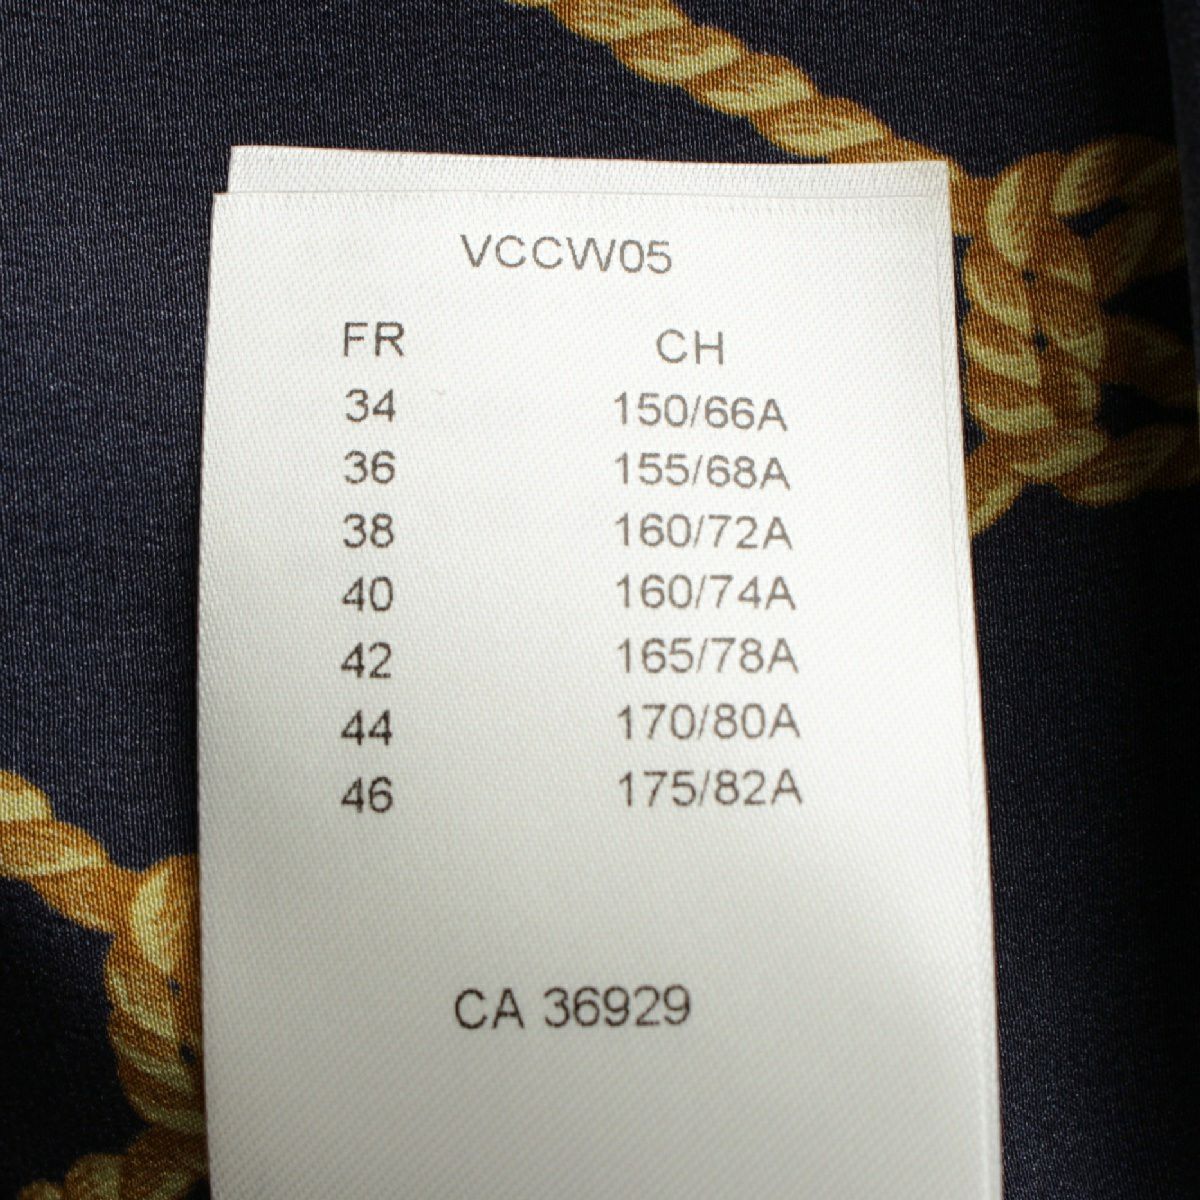 VCCW05
FR CH
34 150/66A
36 155/68A
38 160/72A
40 160/74A
42 165/78A
44 170/80A
46 175/82A
CA 36929